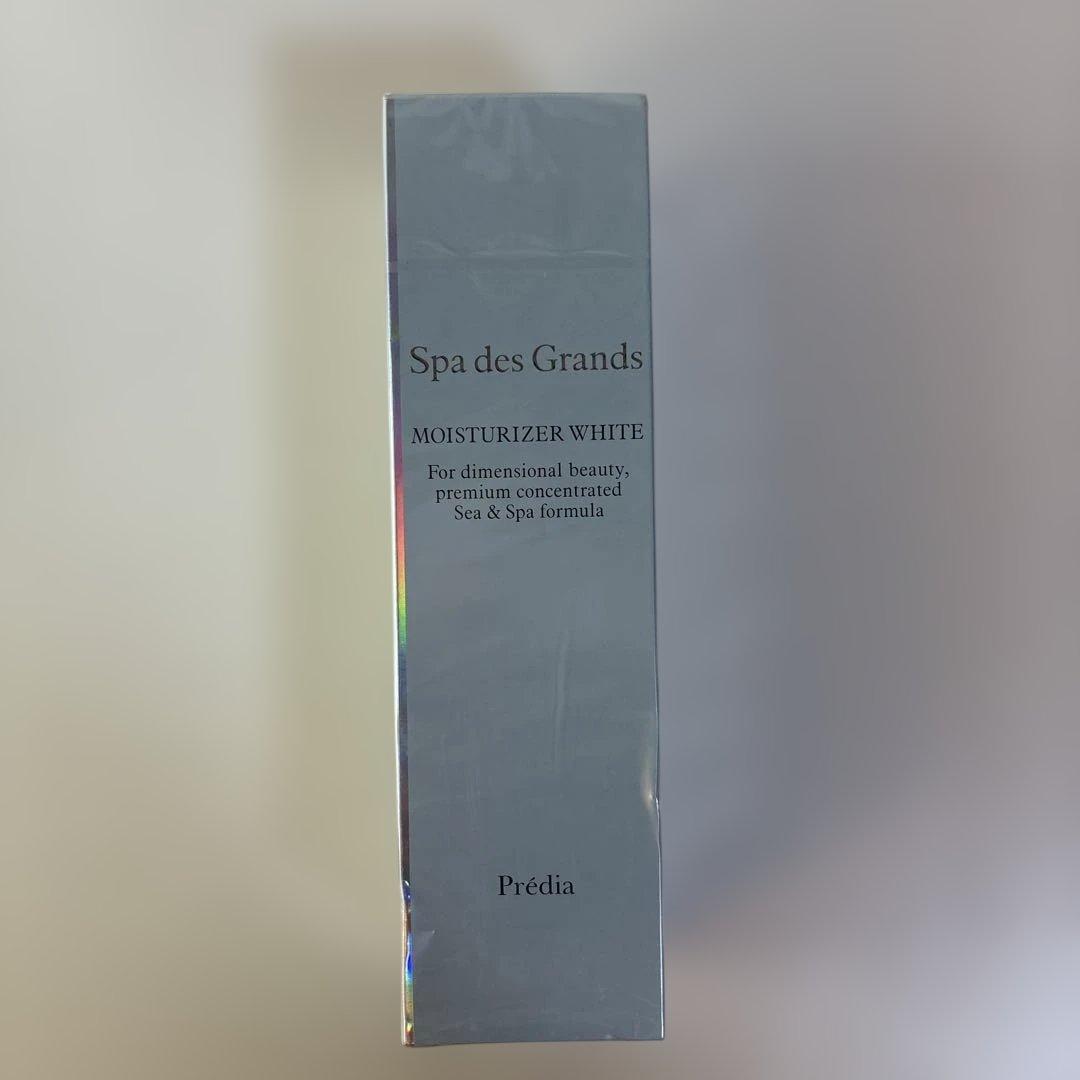 Spa des Grands
MOISTURIZER WHITE
For dimensional beauty,
premium concentrated
Sea & Spa formula
Prédia